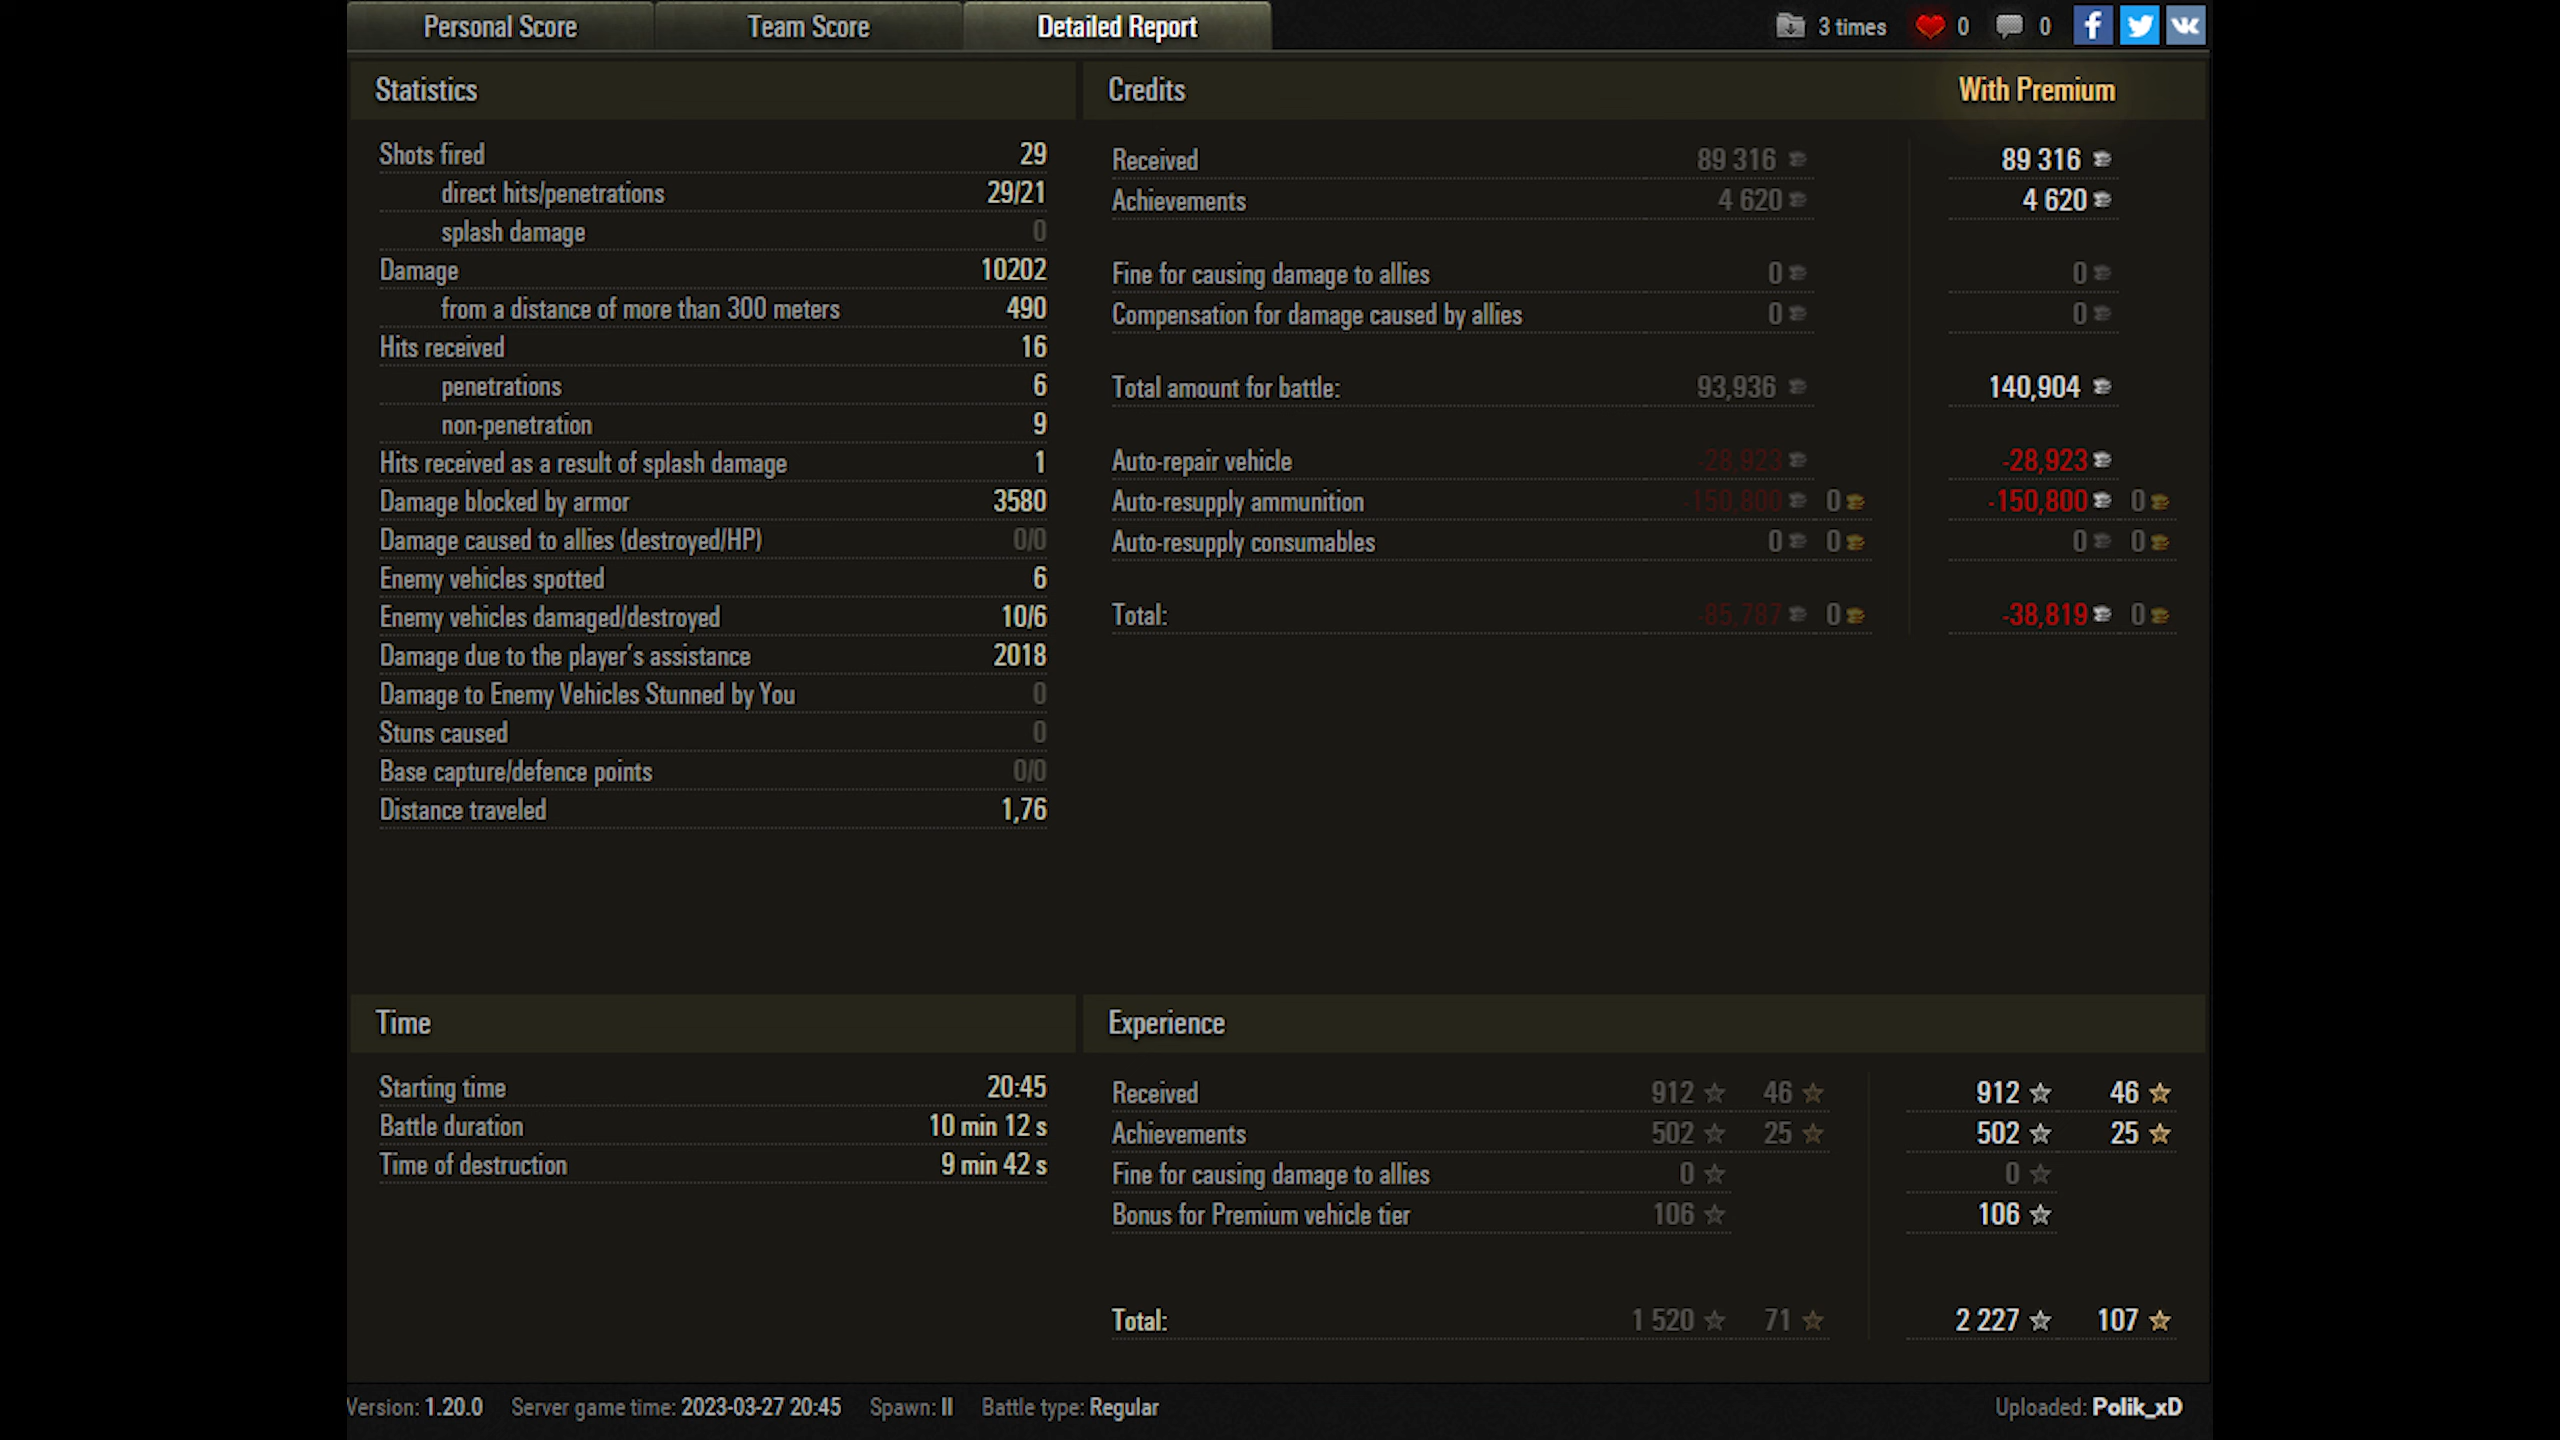 Personal Score Team Score Detailed Report 3 times 0 0
Statistics
Shots fired 29
direct hits/penetrations 29/21
splash damage 0
Damage 10202
from a distance of more than 300 meters 490
Hits received 16
penetrations 6
non-penetration 9
Hits received as a result of splash damage 1
Damage blocked by armor 3580
Damage caused to allies (destroyed/HP) 0/0
Enemy vehicles spotted 6
Enemy vehicles damaged/destroyed 10/6
Damage due to the player's assistance 2018
Damage to Enemy Vehicles Stunned by You 0
Stuns caused 0
Base capture/defence points 0/0
Distance traveled 1,76
Credits With Premium
Received 89 316 89 316
Achievements 4 620 4 620
Fine for causing damage to allies 0 0
Compensation for damage caused by allies 0 0
Total amount for battle: 93,936 140,904
Auto-repair vehicle -28,923 -28,923
Auto-resupply ammunition -150,800 0 -150,800 0
Auto-resupply consumables 0 0 0 0
Total: -85,787 0 -38,819 0
Time
Starting time 20:45
Battle duration 10 min 12 s
Time of destruction 9 min 42 s
Experience
Received 912 46 912 46
Achievements 502 25 502 25
Fine for causing damage to allies 0 0
Bonus for Premium vehicle tier 106 106
Total: 1 520 71 2 227 107
Version: 1.20.0 Server game time: 2023-03-27 20:45 Spawn: II Battle type: Regular Uploaded: Polik_xD